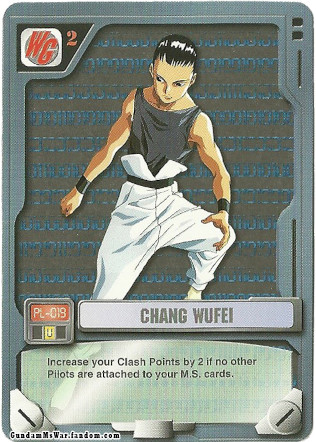 WG 2
PL-019
U
CHANG WUFEI
Increase your Clash Points by 2 if no other
Pilots are attached to your M.S. cards.
GundamMsWar.fandom.com